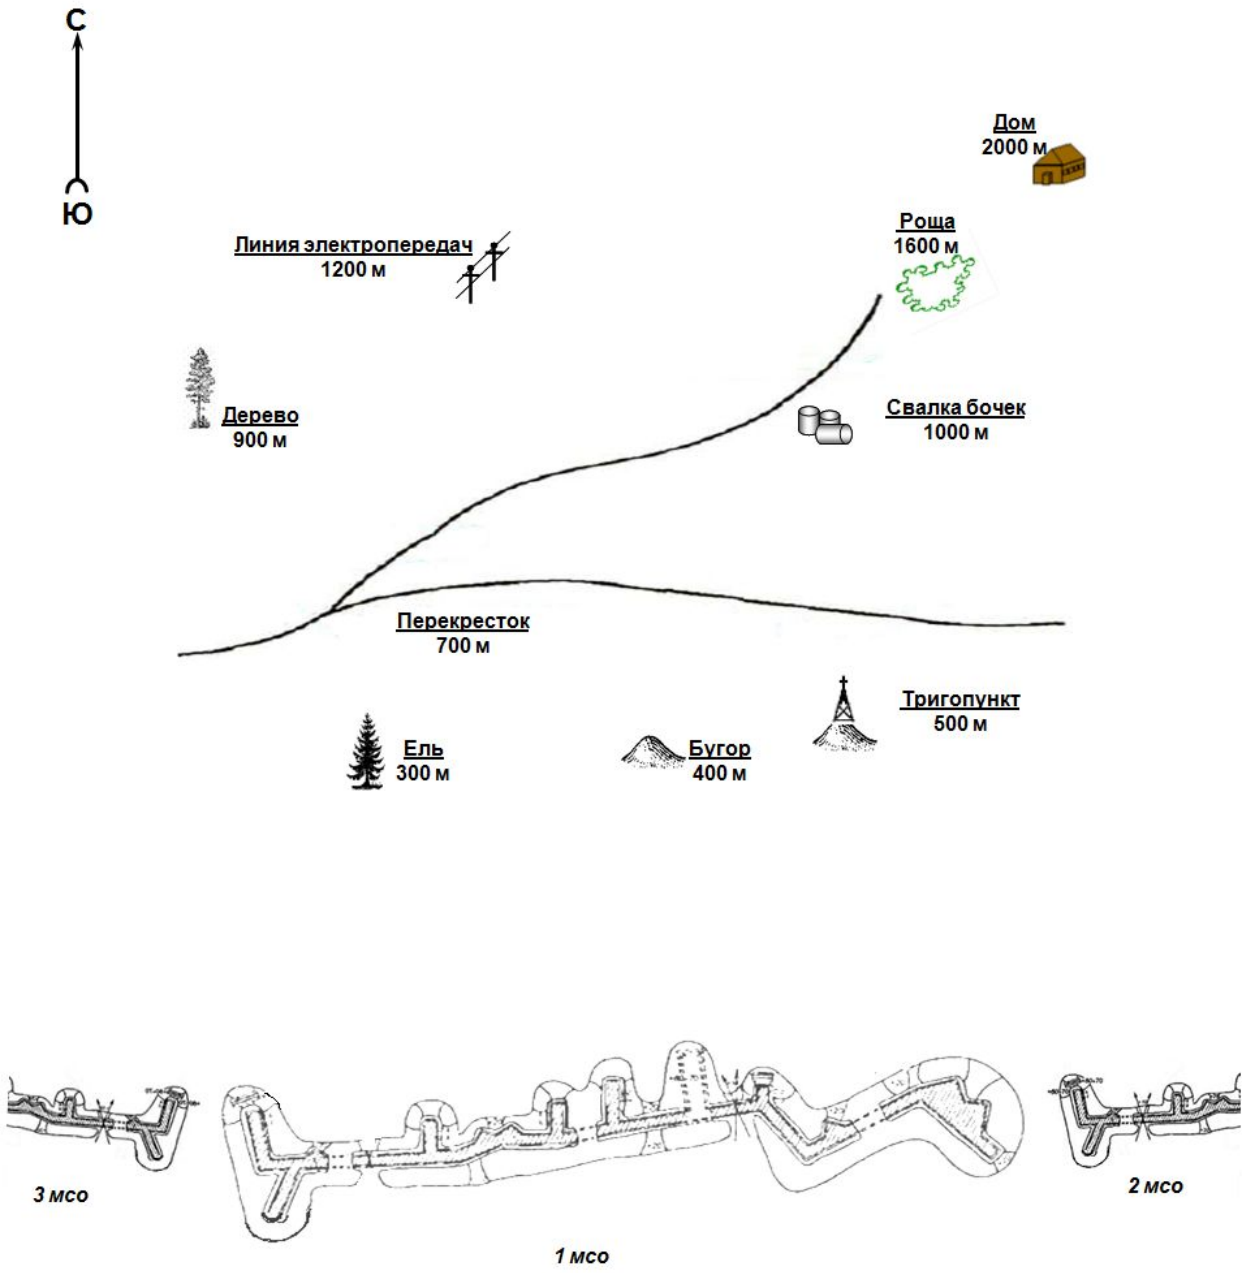 С
Ю
Дом
2000 м
Роща
1600 м
Линия электропередач
1200 м
Дерево
900 м
Свалка бочек
1000 м
Перекресток
700 м
Тригопункт
500 м
Ель
300 м
Бугор
400 м
3 мсо
2 мсо
1 мсо